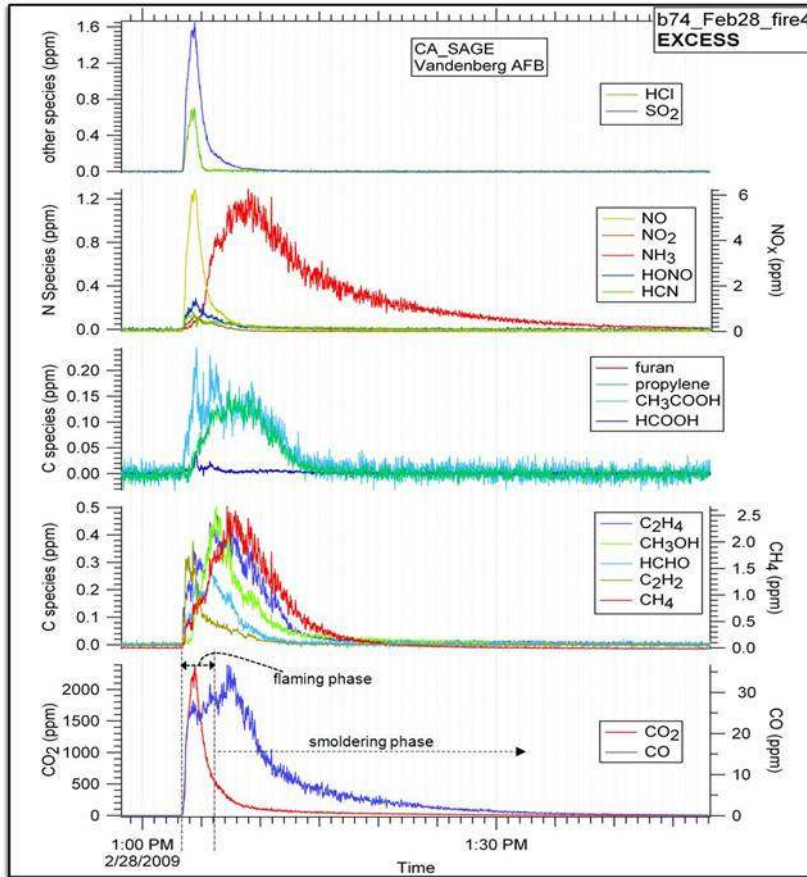 b74_Feb28_fire4
EXCESS
CA_SAGE
Vandenberg AFB
other species (ppm)
1.6
1.2
0.8
0.4
0.0
HCl
SO2
N Species (ppm)
1.2
0.8
0.4
0.0
NO
NO2
NH3
HONO
HCN
6
4
2
0
NOX (ppm)
C species (ppm)
0.20
0.15
0.10
0.05
0.00
furan
propylene
CH3COOH
HCOOH
C species (ppm)
0.5
0.4
0.3
0.2
0.1
0.0
C2H4
CH3OH
HCHO
C2H2
CH4
2.5
2.0
1.5
1.0
0.5
0.0
CH4 (ppm)
CO2 (ppm)
2000
1500
1000
500
0
flaming phase
smoldering phase
CO2
CO
30
20
10
0
CO (ppm)
1:00 PM
2/28/2009
1:30 PM
Time